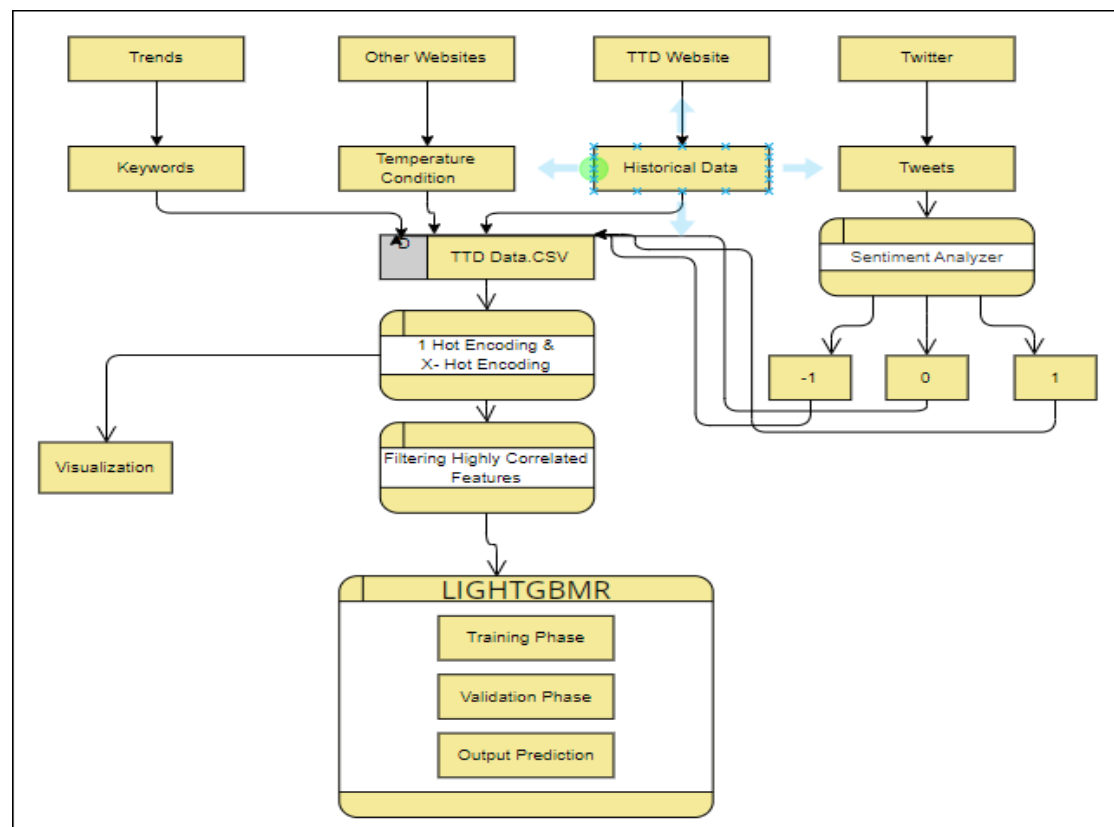 Trends
Other Websites
TTD Website
Twitter
Keywords
Temperature
Condition
Historical Data
Tweets
D
TTD Data.CSV
Sentiment Analyzer
1 Hot Encoding &
X- Hot Encoding
-1
0
1
Visualization
Filtering Highly Correlated
Features
LIGHTGBMR
Training Phase
Validation Phase
Output Prediction